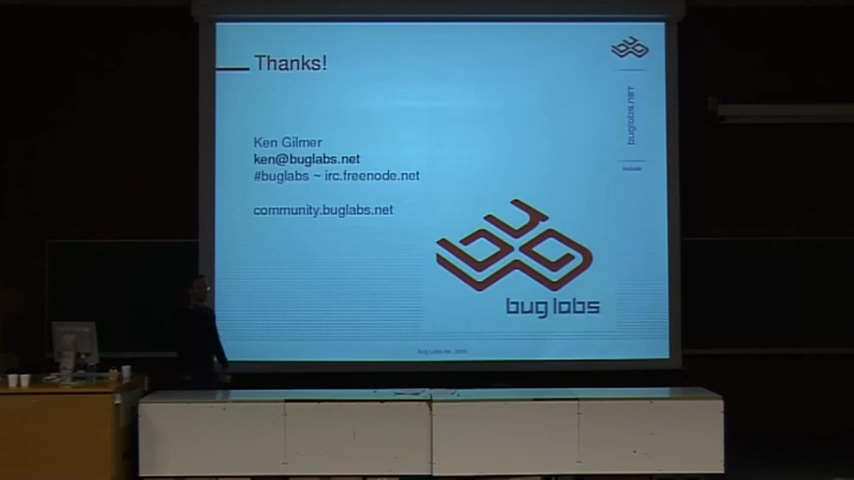 Thanks!
buglabs.net
Ken Gilmer
ken@buglabs.net
#buglabs ~ irc.freenode.net
community.buglabs.net
bug labs